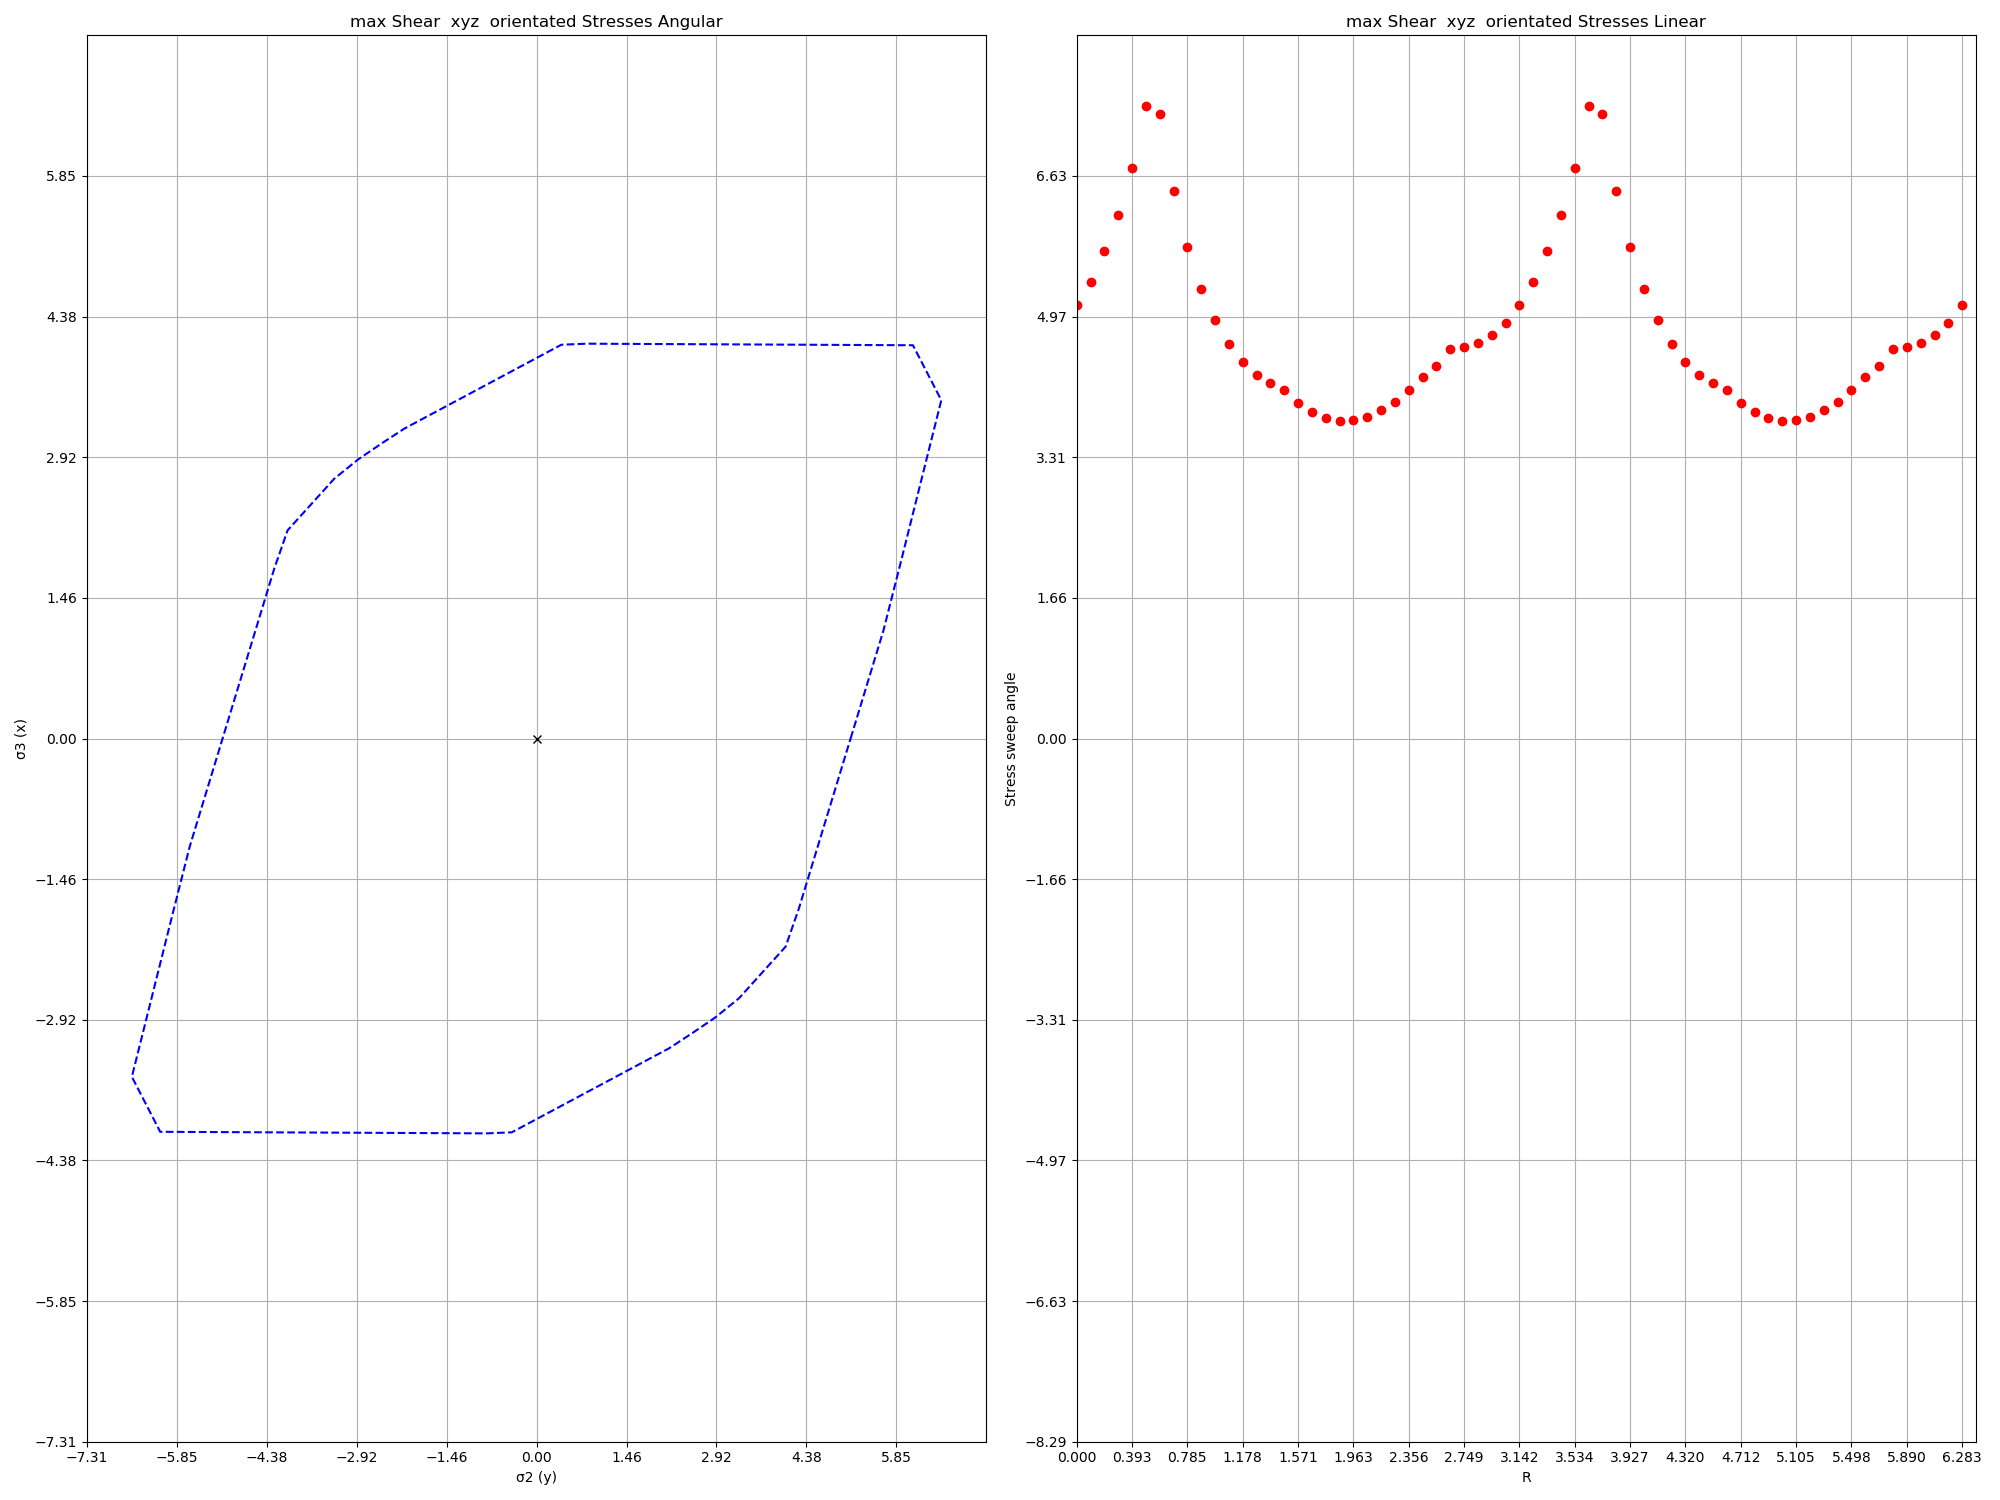 max Shear  xyz  orientated Stresses Angular
5.85
4.38
2.92
1.46
0.00
−1.46
−2.92
−4.38
−5.85
−7.31
−7.31 −5.85 −4.38 −2.92 −1.46 0.00 1.46 2.92 4.38 5.85
σ3 (x)
σ2 (y)
max Shear  xyz  orientated Stresses Linear
6.63
4.97
3.31
1.66
0.00
−1.66
−3.31
−4.97
−6.63
−8.29
0.000 0.393 0.785 1.178 1.571 1.963 2.356 2.749 3.142 3.534 3.927 4.320 4.712 5.105 5.498 5.890 6.283
Stress sweep angle
R